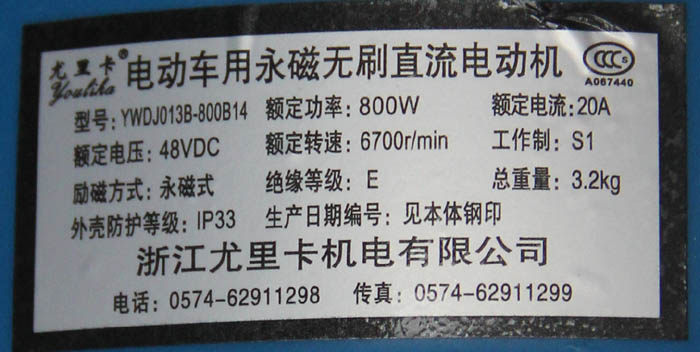 尤里卡® 电动车用永磁无刷直流电动机 CCC S
Youlika A067440
型号：YWDJ013B-800B14 额定功率：800W 额定电流：20A
额定电压：48VDC 额定转速：6700r/min 工作制：S1
励磁方式：永磁式 绝缘等级：E 总重量：3.2kg
外壳防护等级：IP33 生产日期编号：见本体钢印
浙江尤里卡机电有限公司
电话：0574-62911298 传真：0574-62911299